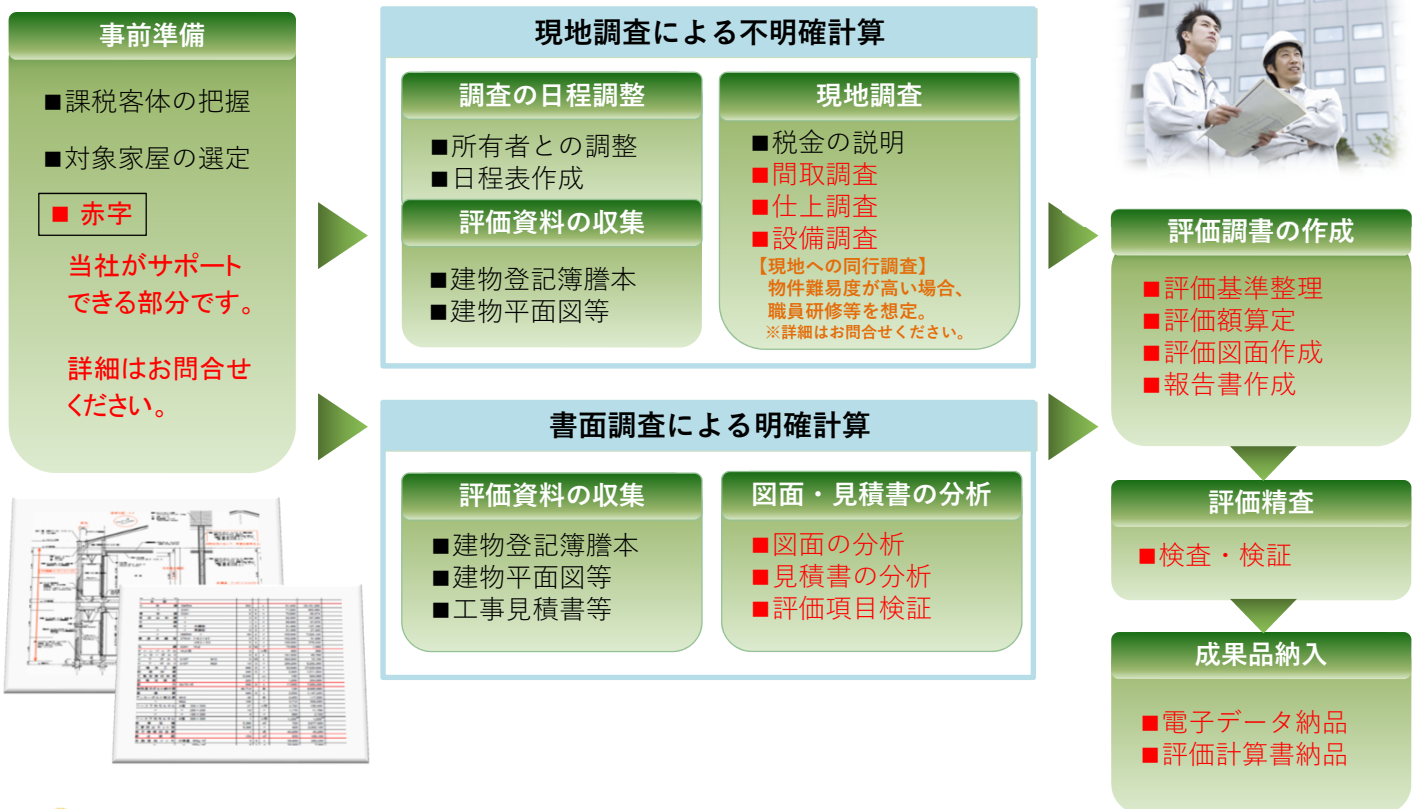 事前準備
■課税客体の把握
■対象家屋の選定
■ 赤字
当社がサポート
できる部分です。
詳細はお問合せ
ください。
現地調査による不明確計算
調査の日程調整
■所有者との調整
■日程表作成
評価資料の収集
■建物登記簿謄本
■建物平面図等
現地調査
■税金の説明
■間取調査
■仕上調査
■設備調査
【現地への同行調査】
物件難易度が高い場合、
職員研修等を想定。
※詳細はお問合せください。
書面調査による明確計算
評価資料の収集
■建物登記簿謄本
■建物平面図等
■工事見積書等
図面・見積書の分析
■図面の分析
■見積書の分析
■評価項目検証
評価調書の作成
■評価基準整理
■評価額算定
■評価図面作成
■報告書作成
評価精査
■検査・検証
成果品納入
■電子データ納品
■評価計算書納品